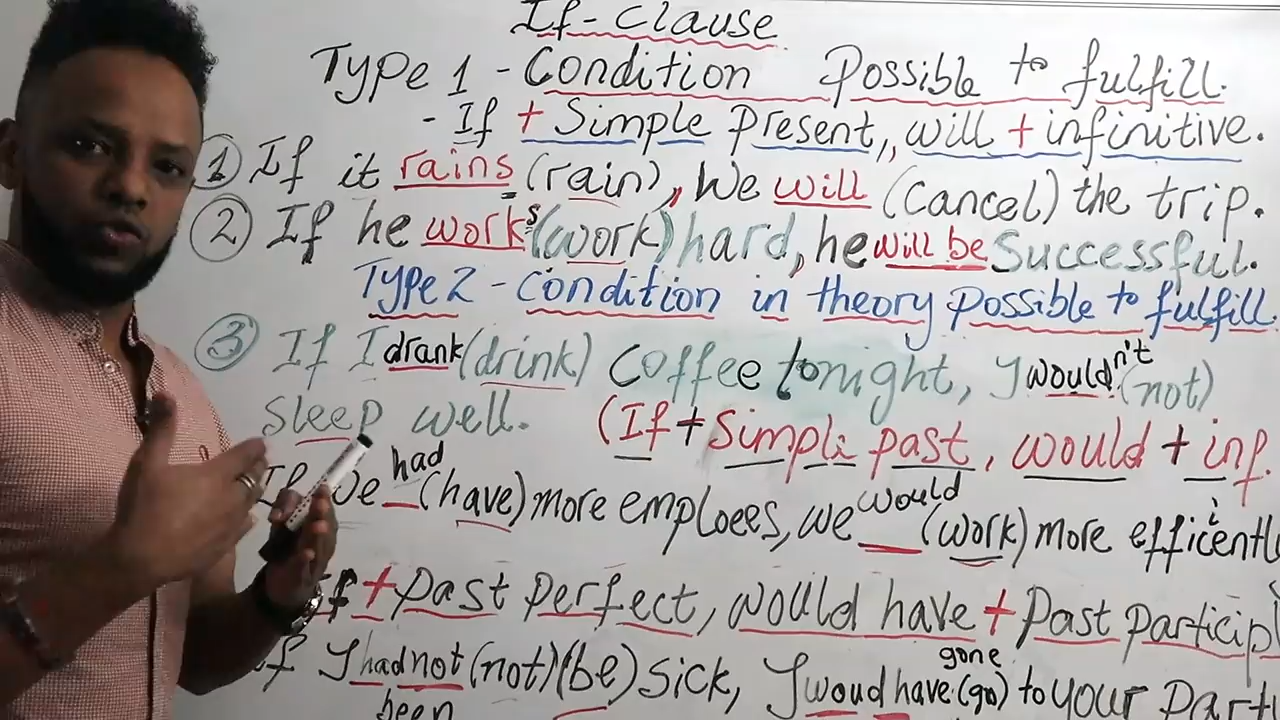 If-Clause
Type 1 - Condition Possible to fulfill.
- If + Simple present, will + infinitive.
① If it rains (rain), We will (Cancel) the trip.
② If he works (work) hard, he will be Successful.
Type 2 - Condition in theory possible to fulfill.
③ If I drank (drink) Coffee tonight, I wouldn't (not)
Sleep well. (If + Simple past, would + inf.
If we had (have) more emploees, we would (work) more efficently
If + Past perfect, would have + Past particip
If I had not (not) (be) Sick, I woud have (go) to your Part
been gone